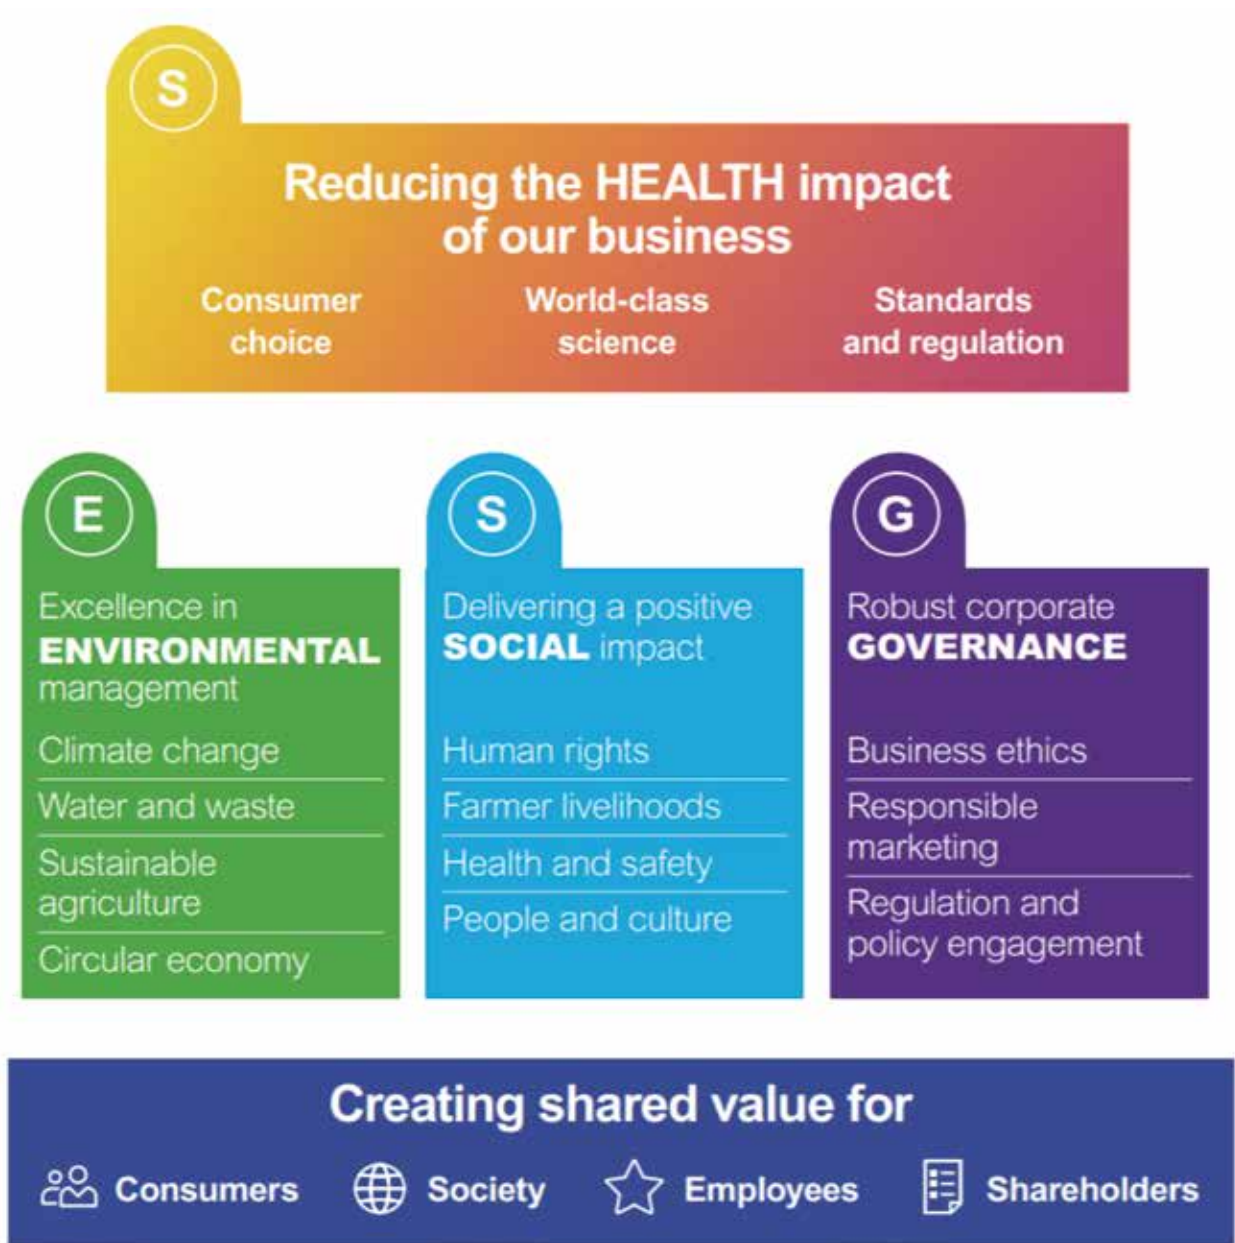 S
Reducing the HEALTH impact
of our business
Consumer
choice
World-class
science
Standards
and regulation
E
Excellence in
ENVIRONMENTAL
management
Climate change
Water and waste
Sustainable
agriculture
Circular economy
S
Delivering a positive
SOCIAL impact
Human rights
Farmer livelihoods
Health and safety
People and culture
G
Robust corporate
GOVERNANCE
Business ethics
Responsible
marketing
Regulation and
policy engagement
Creating shared value for
Consumers
Society
Employees
Shareholders